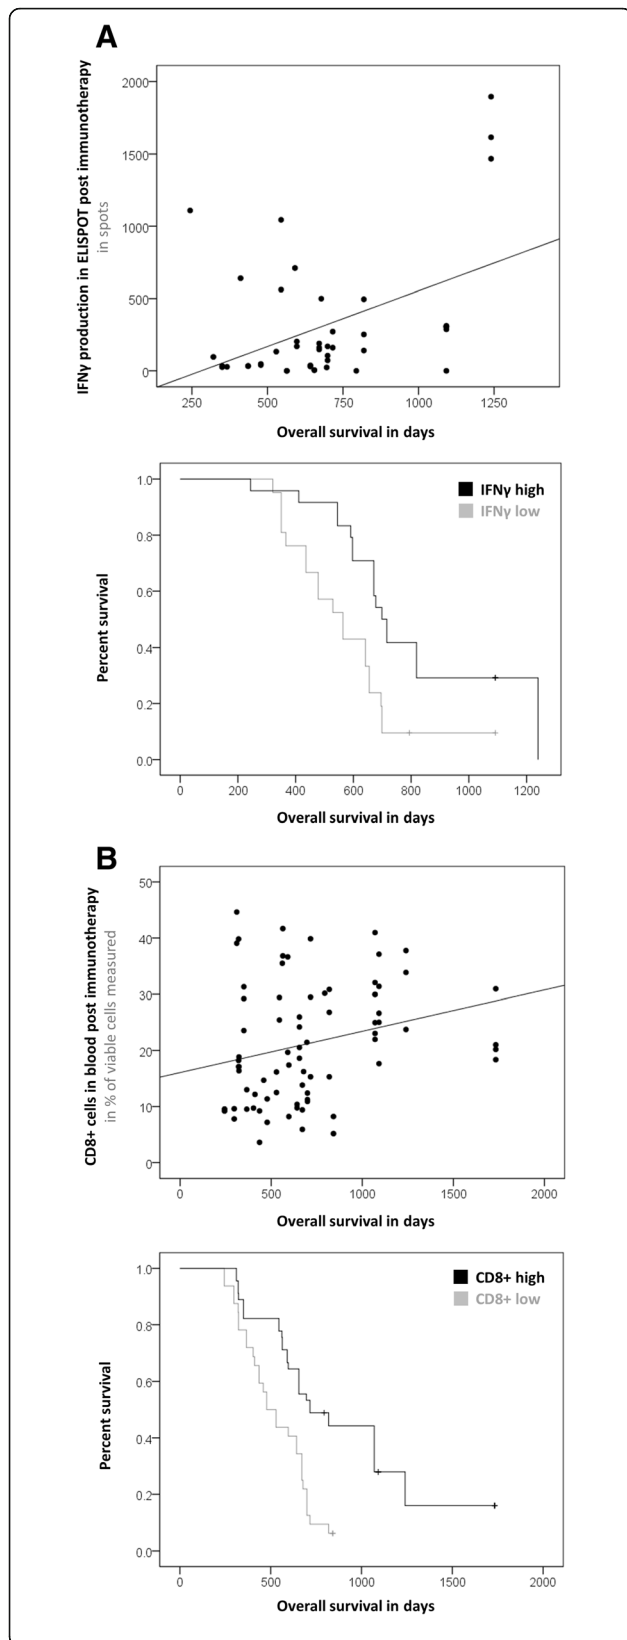 A
IFNγ production in ELISPOT post immunotherapy
in spots
2000
1500
1000
500
0
250 500 750 1000 1250
Overall survival in days
IFNγ high
IFNγ low
Percent survival
1.0
0.8
0.6
0.4
0.2
0.0
0 200 400 600 800 1000 1200
Overall survival in days
B
CD8+ cells in blood post immunotherapy
in % of viable cells measured
50
40
30
20
10
0
0 500 1000 1500 2000
Overall survival in days
CD8+ high
CD8+ low
Percent survival
1.0
0.8
0.6
0.4
0.2
0.0
0 500 1000 1500 2000
Overall survival in days